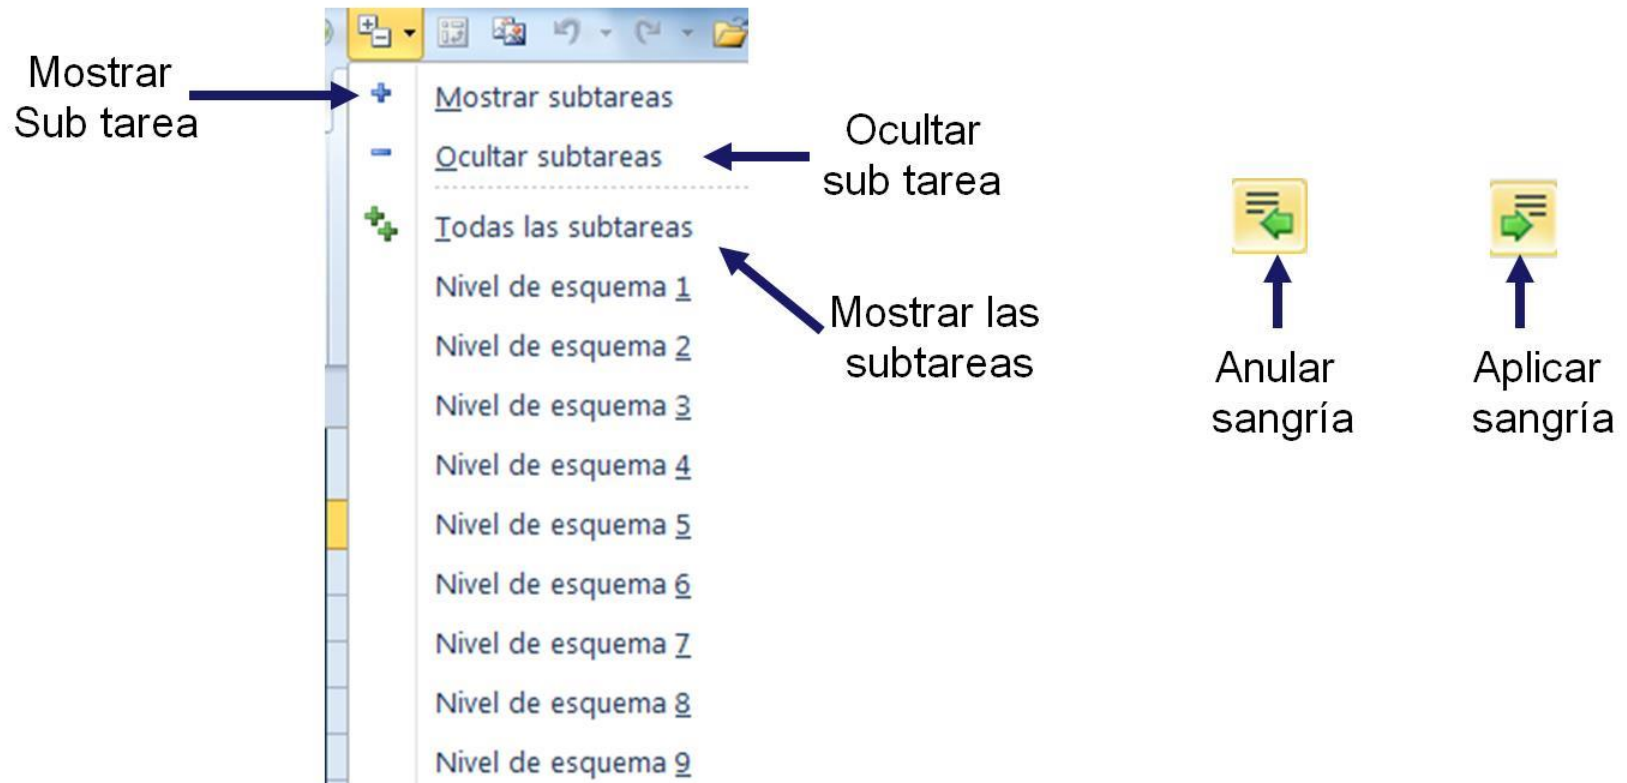 Mostrar
Sub tarea
Mostrar subtareas
Ocultar subtareas
Todas las subtareas
Nivel de esquema 1
Nivel de esquema 2
Nivel de esquema 3
Nivel de esquema 4
Nivel de esquema 5
Nivel de esquema 6
Nivel de esquema 7
Nivel de esquema 8
Nivel de esquema 9
Ocultar
sub tarea
Mostrar las
subtareas
Anular
sangría
Aplicar
sangría